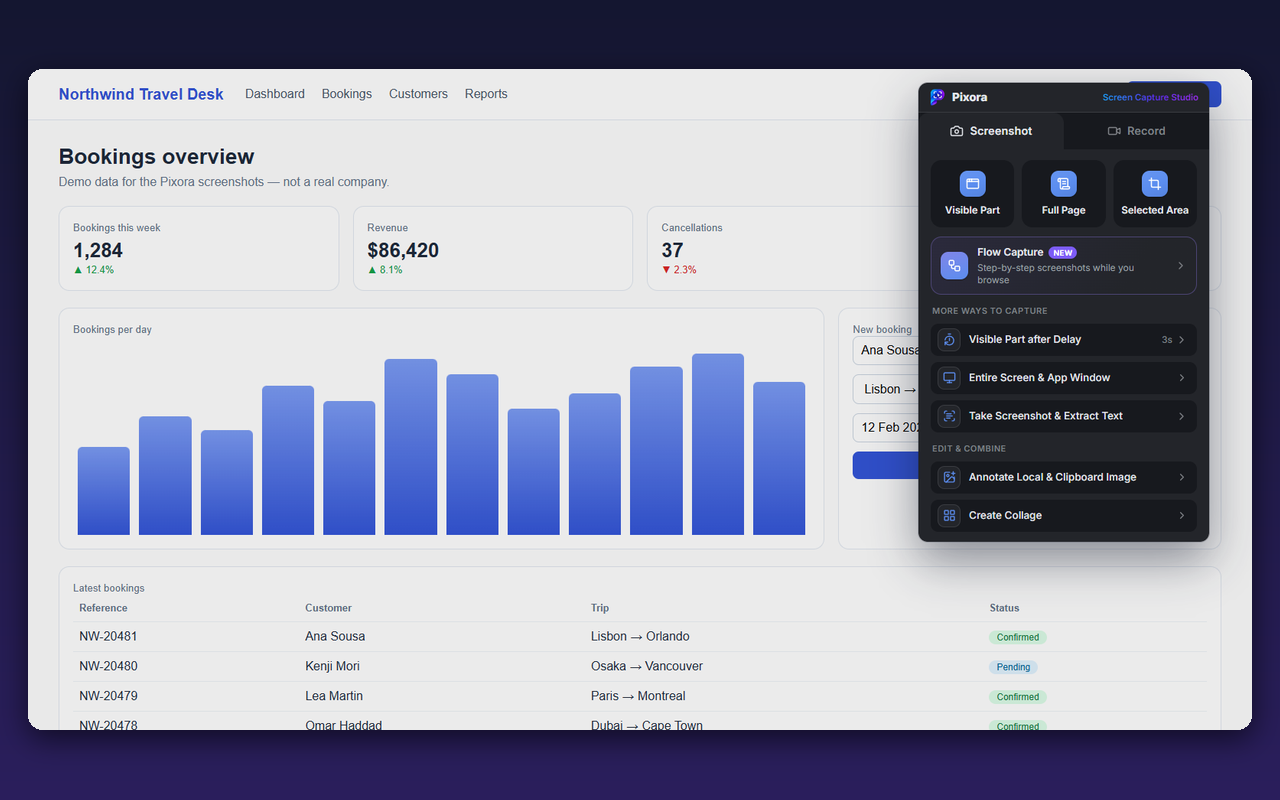 Northwind Travel Desk
Dashboard
Bookings
Customers
Reports
Bookings overview
Demo data for the Pixora screenshots — not a real company.
Bookings this week
1,284
▲ 12.4%
Revenue
$86,420
▲ 8.1%
Cancellations
37
▼ 2.3%
Bookings per day
New booking
Ana Sousa
Lisbon →
12 Feb
Latest bookings
Reference Customer Trip Status
NW-20481 Ana Sousa Lisbon → Orlando Confirmed
NW-20480 Kenji Mori Osaka → Vancouver Pending
NW-20479 Lea Martin Paris → Montreal Confirmed
NW-20478 Omar Haddad Dubai → Cape Town Confirmed
Pixora
Screen Capture Studio
Screenshot
Record
Visible Part
Full Page
Selected Area
Flow Capture NEW
Step-by-step screenshots while you
browse
MORE WAYS TO CAPTURE
Visible Part after Delay 3s
Entire Screen & App Window
Take Screenshot & Extract Text
EDIT & COMBINE
Annotate Local & Clipboard Image
Create Collage